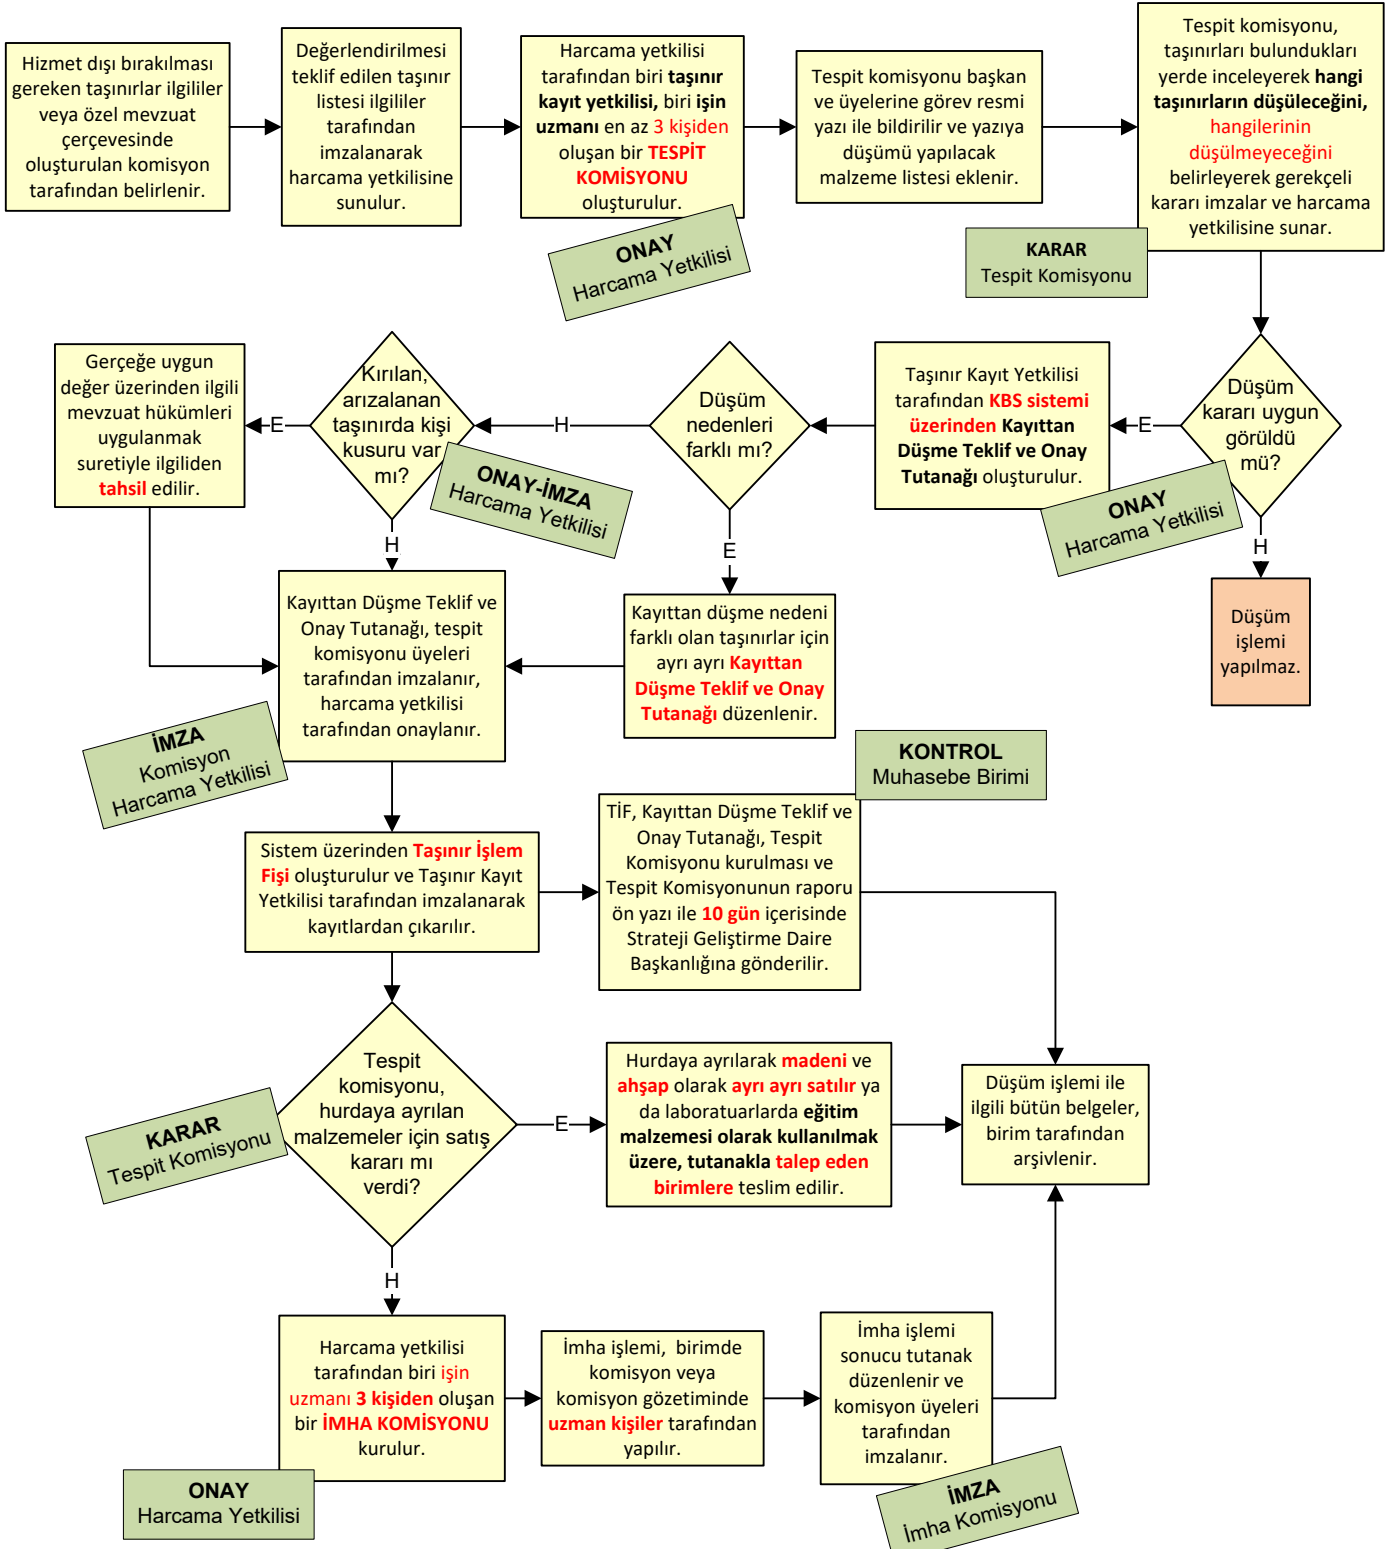 Hizmet dışı bırakılması
gereken taşınırlar ilgililer
veya özel mevzuat
çerçevesinde
oluşturulan komisyon
tarafından belirlenir.
Değerlendirilmesi
teklif edilen taşınır
listesi ilgililer
tarafından
imzalanarak
harcama yetkilisine
sunulur.
Harcama yetkilisi
tarafından biri taşınır
kayıt yetkilisi, biri işin
uzmanı en az 3 kişiden
oluşan bir TESPİT
KOMİSYONU
oluşturulur.
ONAY
Harcama Yetkilisi
Tespit komisyonu başkan
ve üyelerine görev resmi
yazı ile bildirilir ve yazıya
düşümü yapılacak
malzeme listesi eklenir.
Tespit komisyonu,
taşınırları bulundukları
yerde inceleyerek hangi
taşınırların düşüleceğini,
hangilerinin
düşülmeyeceğini
belirleyerek gerekçeli
kararı imzalar ve harcama
yetkilisine sunar.
KARAR
Tespit Komisyonu
Düşüm
kararı uygun
görüldü
mü?
E
H
Düşüm
işlemi
yapılmaz.
Taşınır Kayıt Yetkilisi
tarafından KBS sistemi
üzerinden Kayıttan
Düşme Teklif ve Onay
Tutanağı oluşturulur.
ONAY
Harcama Yetkilisi
Düşüm
nedenleri
farklı mı?
H
E
Kırılan,
arızalanan
taşınırda kişi
kusuru var
mı?
ONAY-İMZA
Harcama Yetkilisi
E
H
Gerçeğe uygun
değer üzerinden ilgili
mevzuat hükümleri
uygulanmak
suretiyle ilgiliden
tahsil edilir.
Kayıttan düşme nedeni
farklı olan taşınırlar için
ayrı ayrı Kayıttan
Düşme Teklif ve Onay
Tutanağı düzenlenir.
Kayıttan Düşme Teklif ve
Onay Tutanağı, tespit
komisyonu üyeleri
tarafından imzalanır,
harcama yetkilisi
tarafından onaylanır.
İMZA
Komisyon
Harcama Yetkilisi
Sistem üzerinden Taşınır İşlem
Fişi oluşturulur ve Taşınır Kayıt
Yetkilisi tarafından imzalanarak
kayıtlardan çıkarılır.
KONTROL
Muhasebe Birimi
TİF, Kayıttan Düşme Teklif ve
Onay Tutanağı, Tespit
Komisyonu kurulması ve
Tespit Komisyonunun raporu
ön yazı ile 10 gün içerisinde
Strateji Geliştirme Daire
Başkanlığına gönderilir.
Tespit
komisyonu,
hurdaya ayrılan
malzemeler için satış
kararı mı
verdi?
KARAR
Tespit Komisyonu
E
H
Hurdaya ayrılarak madeni ve
ahşap olarak ayrı ayrı satılır ya
da laboratuarlarda eğitim
malzemesi olarak kullanılmak
üzere, tutanakla talep eden
birimlere teslim edilir.
Düşüm işlemi ile
ilgili bütün belgeler,
birim tarafından
arşivlenir.
Harcama yetkilisi
tarafından biri işin
uzmanı 3 kişiden oluşan
bir İMHA KOMİSYONU
kurulur.
ONAY
Harcama Yetkilisi
İmha işlemi, birimde
komisyon veya
komisyon gözetiminde
uzman kişiler tarafından
yapılır.
İmha işlemi
sonucu tutanak
düzenlenir ve
komisyon üyeleri
tarafından
imzalanır.
İMZA
İmha Komisyonu